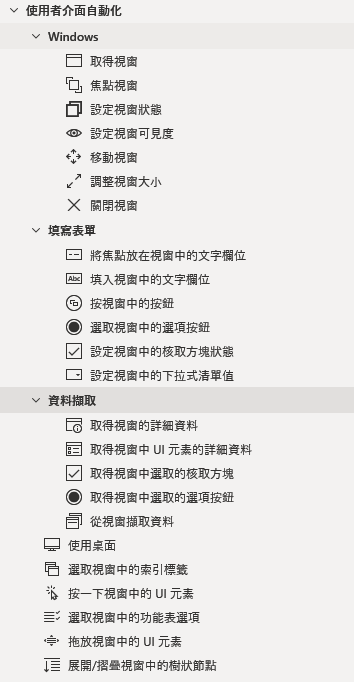 使用者介面自動化
Windows
取得視窗
焦點視窗
設定視窗狀態
設定視窗可見度
移動視窗
調整視窗大小
關閉視窗
填寫表單
將焦點放在視窗中的文字欄位
Abc 填入視窗中的文字欄位
按視窗中的按鈕
選取視窗中的選項按鈕
設定視窗中的核取方塊狀態
設定視窗中的下拉式清單值
資料擷取
取得視窗的詳細資料
取得視窗中 UI 元素的詳細資料
取得視窗中選取的核取方塊
取得視窗中選取的選項按鈕
從視窗擷取資料
使用桌面
選取視窗中的索引標籤
按一下視窗中的 UI 元素
選取視窗中的功能表選項
拖放視窗中的 UI 元素
展開/摺疊視窗中的樹狀節點